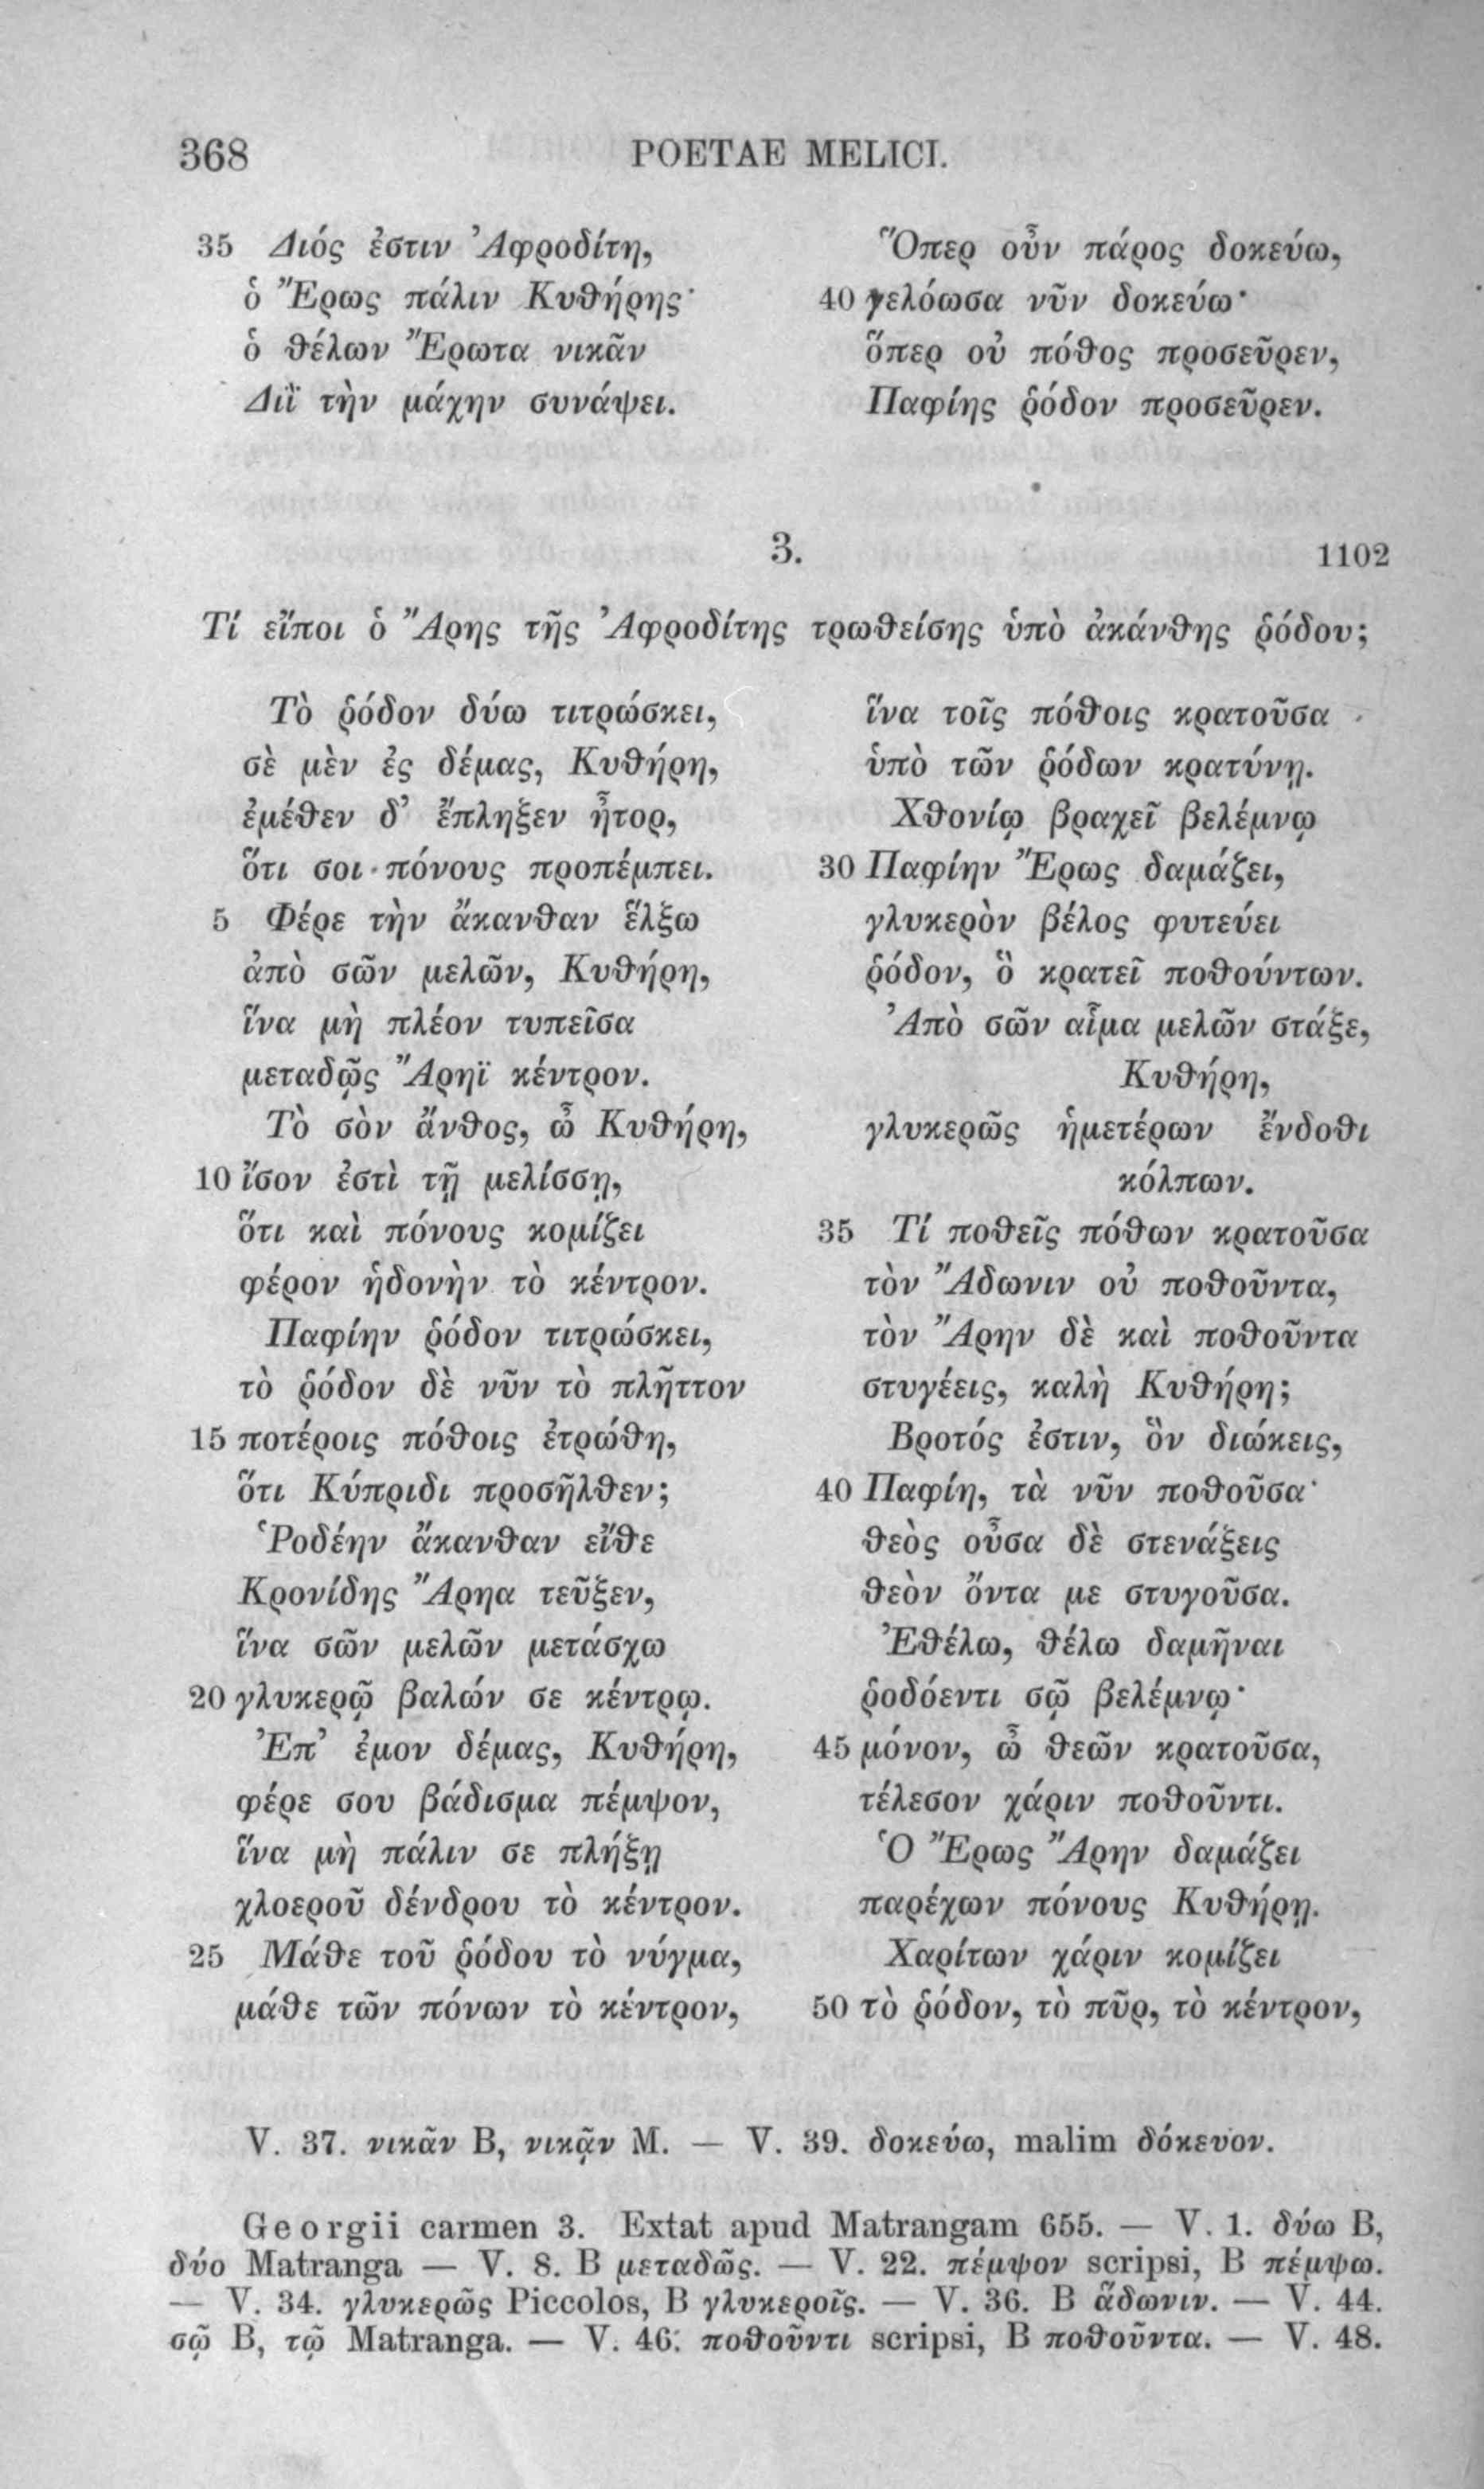 368 POETAE MELICI.
35 Διός ἐστιν Ἀφροδίτη,
ὁ Ἔρως πάλιν Κυθήρης·
ὁ θέλων Ἔρωτα νικᾶν
Διῒ τὴν μάχην συνάψει.
Ὅπερ οὖν πάρος δοκεύω,
40 γελόωσα νῦν δοκεύω·
ὅπερ οὐ πόθος προσεῦρεν,
Παφίης ῥόδον προσεῦρεν.
3. 1102
Τί εἴποι ὁ Ἄρης τῆς Ἀφροδίτης τρωθείσης ὑπὸ ἀκάνθης ῥόδου;
Τὸ ῥόδον δύω τιτρώσκει,
σὲ μὲν ἐς δέμας, Κυθήρη,
ἐμέθεν δ’ ἔπληξεν ἦτορ,
ὅτι σοι πόνους προπέμπει.
5 Φέρε τὴν ἄκανθαν ἕλξω
ἀπὸ σῶν μελῶν, Κυθήρη,
ἵνα μὴ πλέον τυπεῖσα
μεταδῷς Ἄρηϊ κέντρον.
Τὸ σὸν ἄνθος, ὦ Κυθήρη,
10 ἴσον ἐστὶ τῇ μελίσσῃ,
ὅτι καὶ πόνους κομίζει
φέρον ἡδονὴν τὸ κέντρον.
Παφίην ῥόδον τιτρώσκει,
τὸ ῥόδον δὲ νῦν τὸ πλῆττον
15 ποτέροις πόθοις ἐτρώθη,
ὅτι Κύπριδι προσῆλθεν;
Ῥοδέην ἄκανθαν εἴθε
Κρονίδης Ἄρηα τεῦξεν,
ἵνα σῶν μελῶν μετάσχω
20 γλυκερῷ βαλών σε κέντρῳ.
Ἐπ’ ἐμον δέμας, Κυθήρη,
φέρε σου βάδισμα πέμψον,
ἵνα μὴ πάλιν σε πλήξῃ
χλοεροῦ δένδρου τὸ κέντρον.
25 Μάθε τοῦ ῥόδου τὸ νύγμα,
μάθε τῶν πόνων τὸ κέντρον,
ἵνα τοῖς πόθοις κρατοῦσα
ὑπὸ τῶν ῥόδων κρατύνῃ.
Χθονίῳ βραχεῖ βελέμνῳ
30 Παφίην Ἔρως δαμάζει,
γλυκερὸν βέλος φυτεύει
ῥόδον, ὃ κρατεῖ ποθούντων.
Ἀπὸ σῶν αἷμα μελῶν στάξε,
Κυθήρη,
γλυκερῶς ἡμετέρων ἔνδοθι
κόλπων.
35 Τί ποθεῖς πόθων κρατοῦσα
τὸν Ἄδωνιν οὐ ποθοῦντα,
τὸν Ἄρην δὲ καὶ ποθοῦντα
στυγέεις, καλὴ Κυθήρη;
Βροτός ἐστιν, ὃν διώκεις,
40 Παφίη, τὰ νῦν ποθοῦσα·
θεὸς οὖσα δὲ στενάξεις
θεὸν ὄντα με στυγοῦσα.
Ἐθέλω, θέλω δαμῆναι
ῥοδόεντι σῷ βελέμνῳ·
45 μόνον, ὦ θεῶν κρατοῦσα,
τέλεσον χάριν ποθοῦντι.
Ὁ Ἔρως Ἄρην δαμάζει
παρέχων πόνους Κυθήρῃ.
Χαρίτων χάριν κομίζει
50 τὸ ῥόδον, τὸ πῦρ, τὸ κέντρον,
V. 37. νικᾶν B, νικᾷν M. — V. 39. δοκεύω, malim δόκευον.
Georgii carmen 3. Extat apud Matrangam 655. — V. 1. δύω B,
δύο Matranga — V. 8. B μεταδῶς. — V. 22. πέμψον scripsi, B πέμψω.
— V. 34. γλυκερῶς Piccolos, B γλυκεροῖς. — V. 36. B ἄδωνιν. — V. 44.
σῷ B, τῷ Matranga. — V. 46. ποθοῦντι scripsi, B ποθοῦντα. — V. 48.